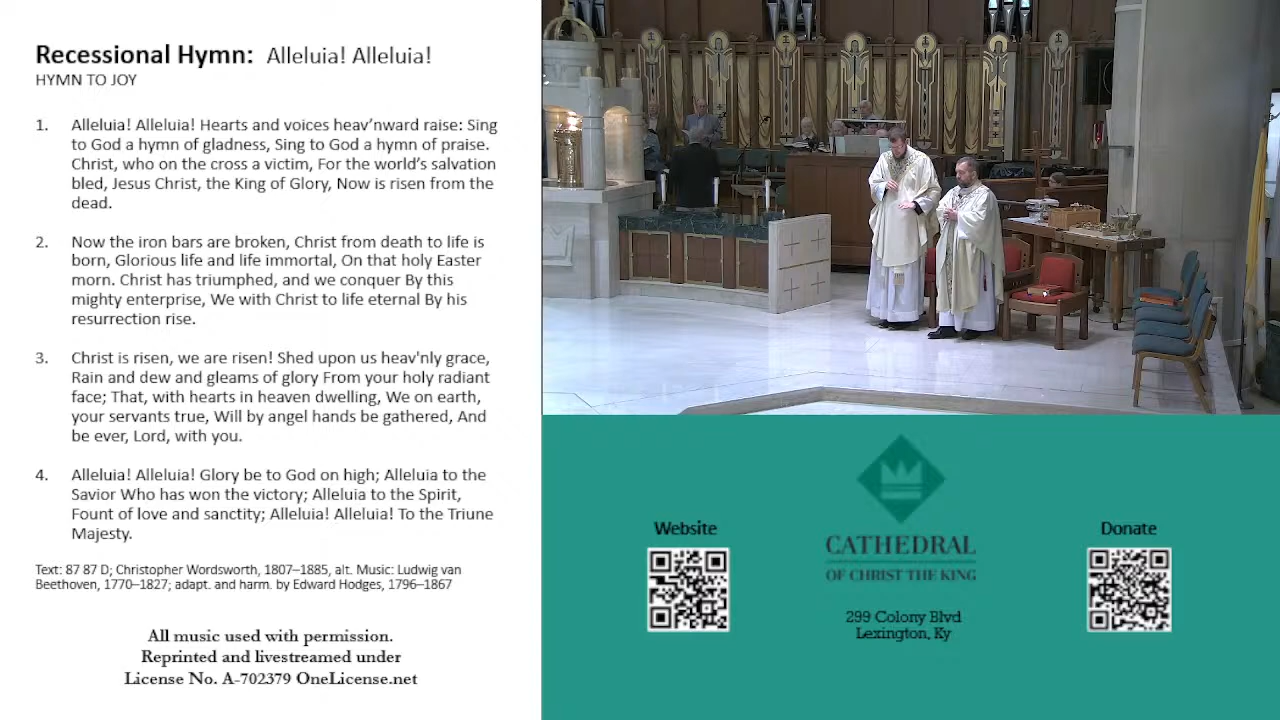 Recessional Hymn: Alleluia! Alleluia!
HYMN TO JOY
1. Alleluia! Alleluia! Hearts and voices heav’nward raise: Sing
to God a hymn of gladness, Sing to God a hymn of praise.
Christ, who on the cross a victim, For the world’s salvation
bled, Jesus Christ, the King of Glory, Now is risen from the
dead.
2. Now the iron bars are broken, Christ from death to life is
born, Glorious life and life immortal, On that holy Easter
morn. Christ has triumphed, and we conquer By this
mighty enterprise, We with Christ to life eternal By his
resurrection rise.
3. Christ is risen, we are risen! Shed upon us heav'nly grace,
Rain and dew and gleams of glory From your holy radiant
face; That, with hearts in heaven dwelling, We on earth,
your servants true, Will by angel hands be gathered, And
be ever, Lord, with you.
4. Alleluia! Alleluia! Glory be to God on high; Alleluia to the
Savior Who has won the victory; Alleluia to the Spirit,
Fount of love and sanctity; Alleluia! Alleluia! To the Triune
Majesty.
Text: 87 87 D; Christopher Wordsworth, 1807–1885, alt. Music: Ludwig van
Beethoven, 1770–1827; adapt. and harm. by Edward Hodges, 1796–1867
All music used with permission.
Reprinted and livestreamed under
License No. A-702379 OneLicense.net
Website
CATHEDRAL
OF CHRIST THE KING
299 Colony Blvd
Lexington, Ky
Donate